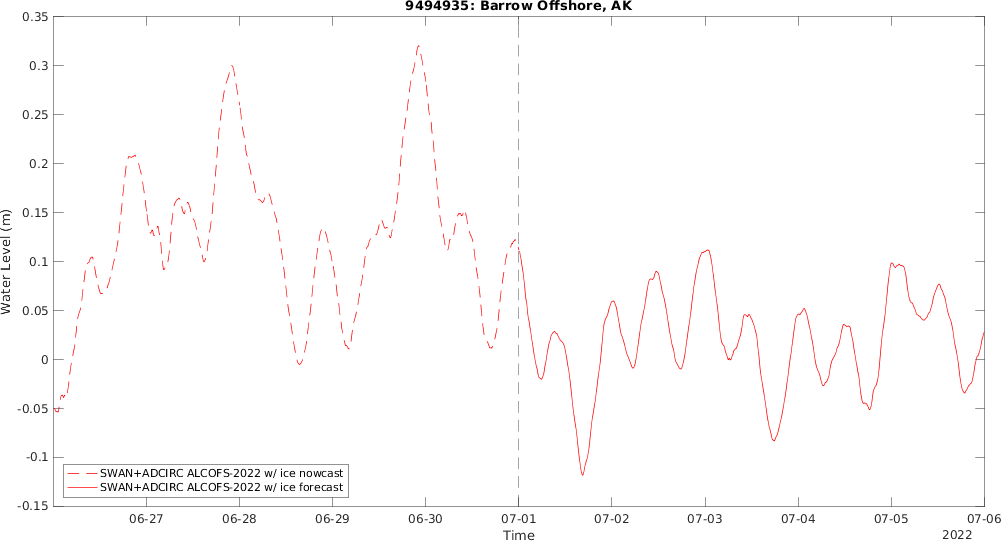 9494935: Barrow Offshore, AK
0.35
0.3
0.25
0.2
0.15
0.1
0.05
0
-0.05
-0.1
-0.15
Water Level (m)
SWAN+ADCIRC ALCOFS-2022 w/ ice nowcast
SWAN+ADCIRC ALCOFS-2022 w/ ice forecast
06-27 06-28 06-29 06-30 07-01 07-02 07-03 07-04 07-05 07-06
Time
2022